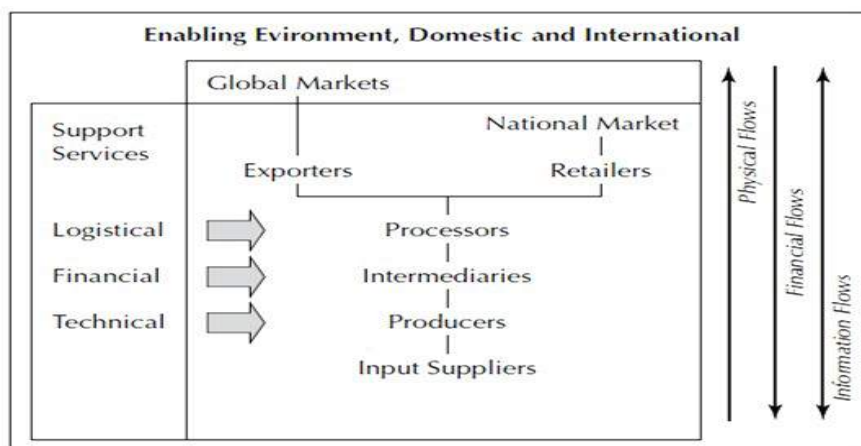 Enabling Evironment, Domestic and International
Global Markets
Support
Services
National Market
Exporters
Retailers
Logistical
Processors
Financial
Intermediaries
Technical
Producers
Input Suppliers
Physical Flows
Financial Flows
Information Flows